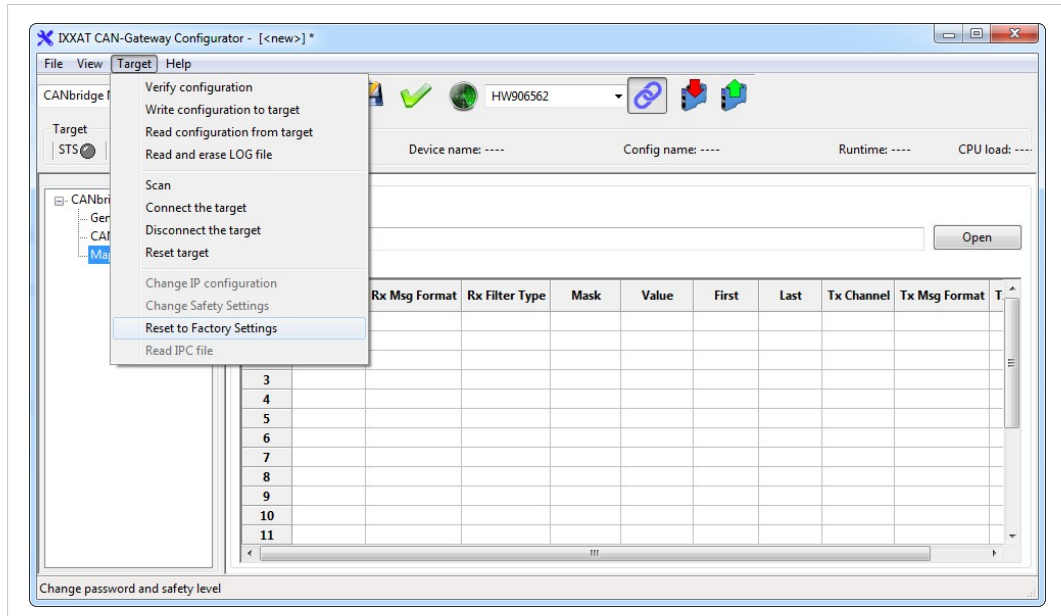 IXXAT CAN-Gateway Configurator - [<new>] *
File View Target Help
CANbridge
HW906562
Verify configuration
Write configuration to target
Read configuration from target
Read and erase LOG file
Scan
Connect the target
Disconnect the target
Reset target
Change IP configuration
Change Safety Settings
Reset to Factory Settings
Read IPC file
Target
STS
Device name: ----
Config name: ----
Runtime: ----
CPU load: ----
CANbri
Ger
CAN
Map
Open
Rx Msg Format Rx Filter Type Mask Value First Last Tx Channel Tx Msg Format T
3
4
5
6
7
8
9
10
11
Change password and safety level